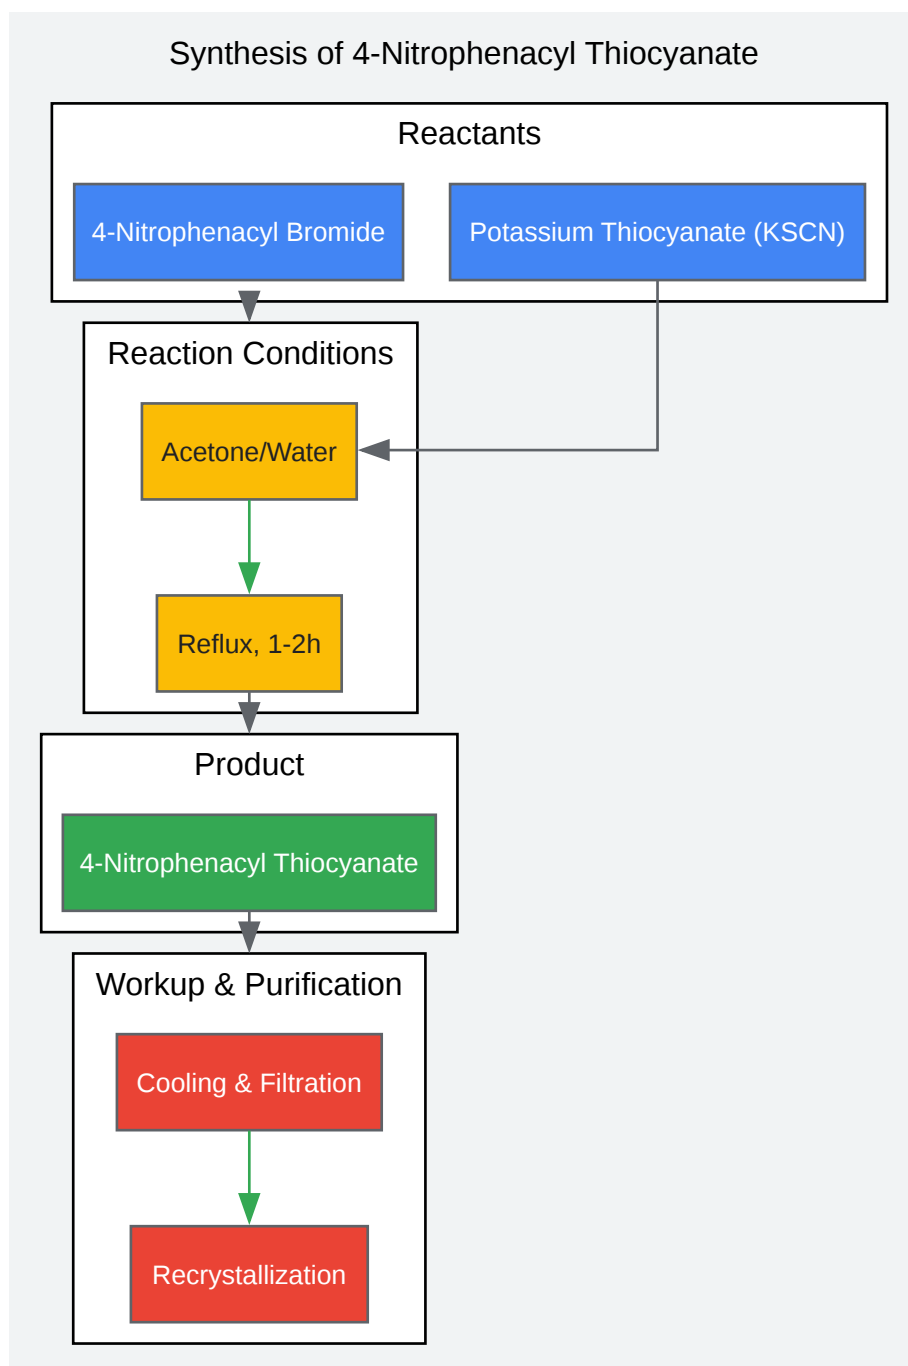 Synthesis of 4-Nitrophenacyl Thiocyanate
Reactants
4-Nitrophenacyl Bromide
Potassium Thiocyanate (KSCN)
Reaction Conditions
Acetone/Water
Reflux, 1-2h
Product
4-Nitrophenacyl Thiocyanate
Workup & Purification
Cooling & Filtration
Recrystallization